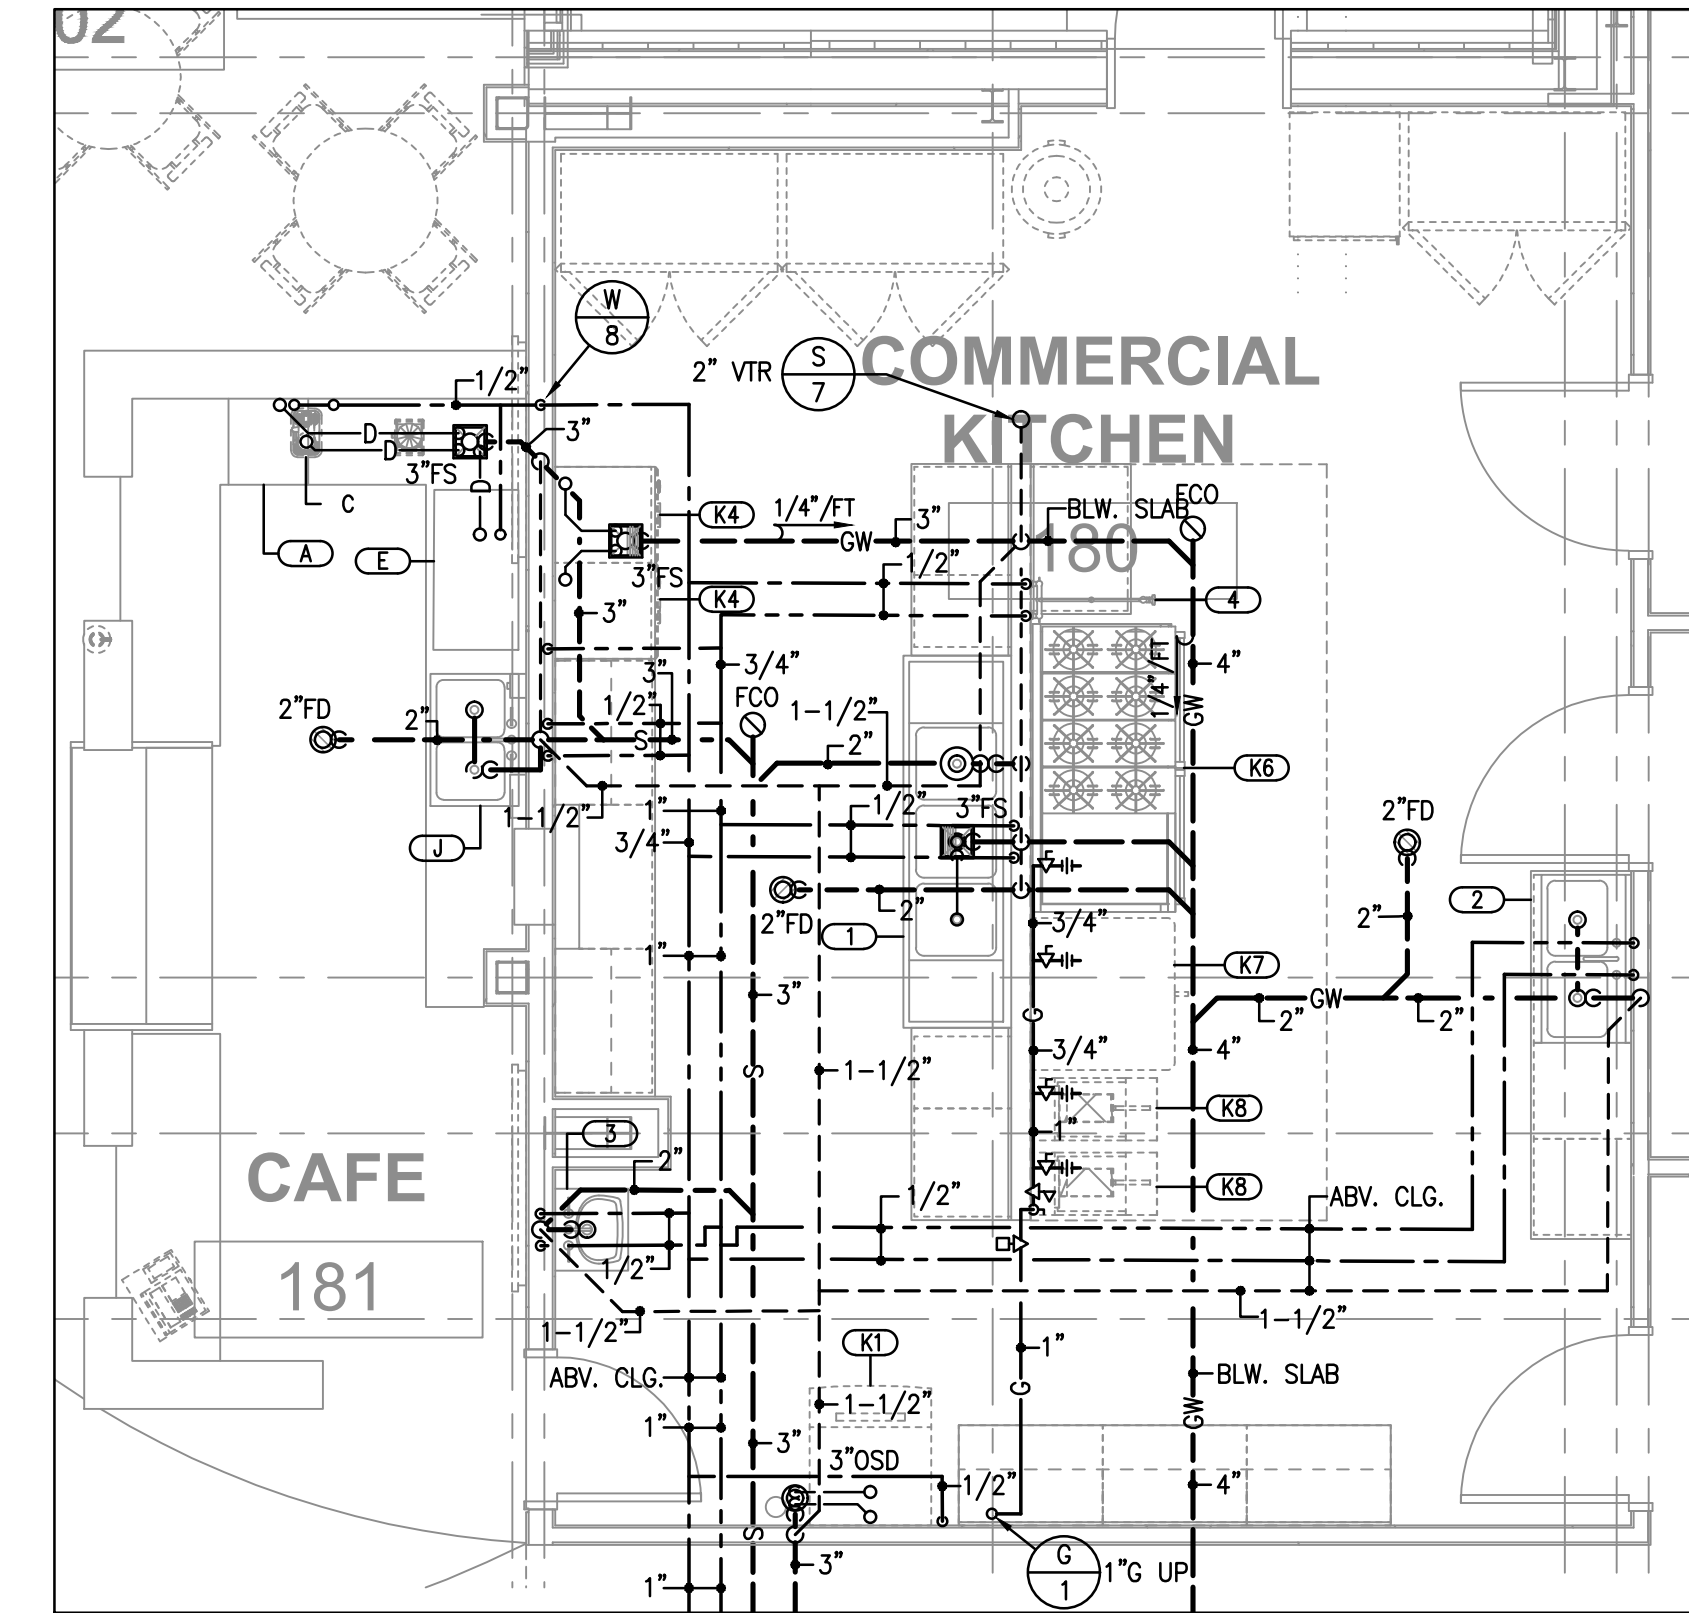 02
W
8
2" VTR
S
7
COMMERCIAL
KITCHEN
180
1/2"
3"
D
D
3"FS
D
C
A
E
K4
1/4"/FT
GW
3"
BLW. SLAB
FCO
1/2"
3"FS
K4
3"
4
3/4"
3"
1/4"/FT
4"
GW
FCO
2"FD
2"
1/2"
S
1-1/2"
2"
K6
1-1/2"
1"
1/2"
3"FS
2"FD
J
3/4"
2"FD
2"
1
3/4"
2"
2
1"
K7
3"
G
GW
2"
2"
3/4"
4"
S
1-1/2"
K8
3
1"
CAFE
2"
K8
1/2"
ABV. CLG.
181
1/2"
1-1/2"
1-1/2"
K1
1"
ABV. CLG.
BLW. SLAB
G
1-1/2"
GW
1"
3"
3"OSD
1/2"
4"
S
3"
G
1
1"G UP
1"